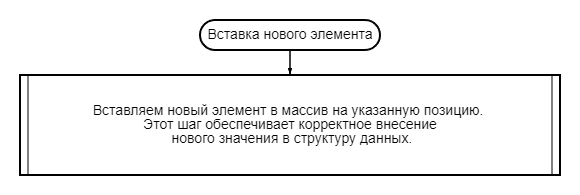 Вставка нового элемента
Вставляем новый элемент в массив на указанную позицию.
Этот шаг обеспечивает корректное внесение
нового значения в структуру данных.